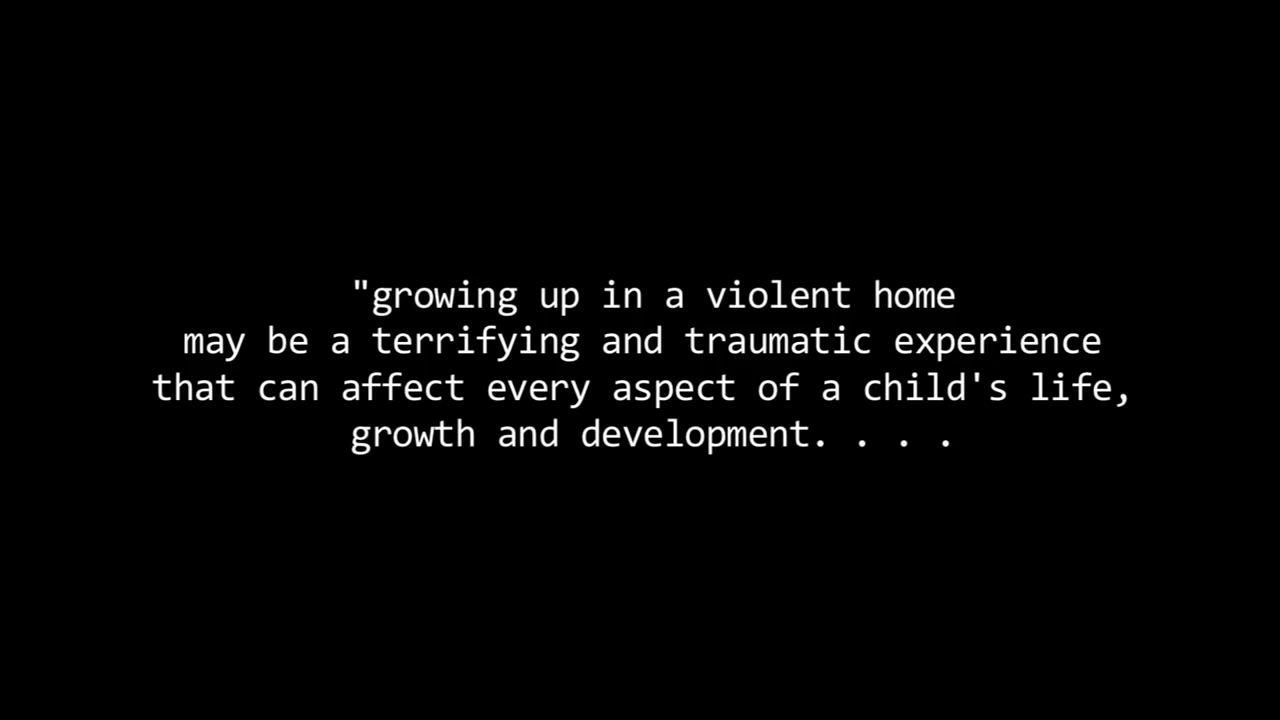 "growing up in a violent home
may be a terrifying and traumatic experience
that can affect every aspect of a child's life,
growth and development. . . .